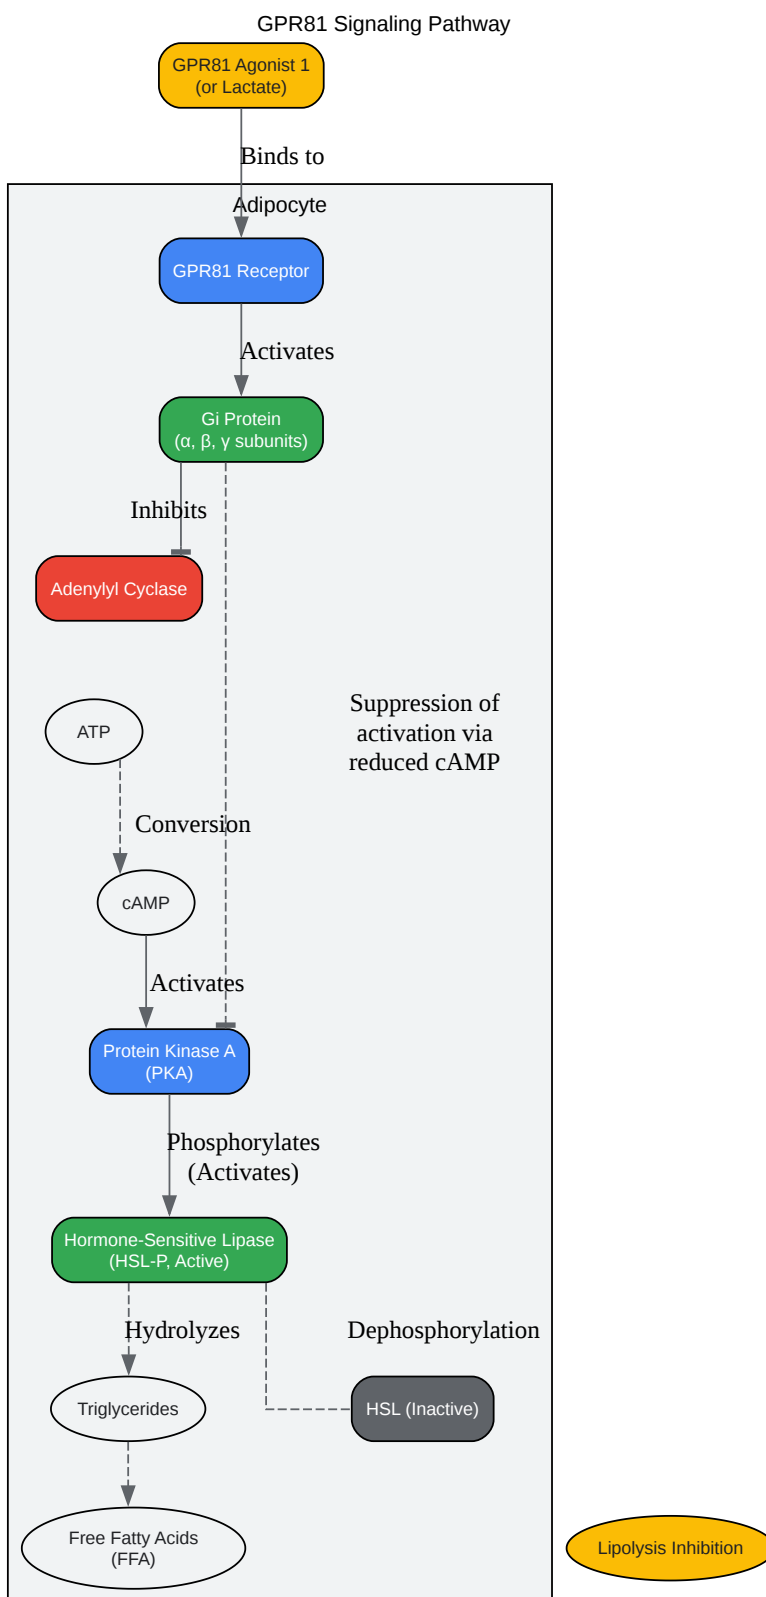 GPR81 Signaling Pathway
GPR81 Agonist 1
(or Lactate)
Binds to
Adipocyte
GPR81 Receptor
Activates
Gi Protein
(α, β, γ subunits)
Inhibits
Adenylyl Cyclase
Suppression of
activation via
reduced cAMP
ATP
Conversion
cAMP
Activates
Protein Kinase A
(PKA)
Phosphorylates
(Activates)
Hormone-Sensitive Lipase
(HSL-P, Active)
Hydrolyzes
Dephosphorylation
Triglycerides
HSL (Inactive)
Free Fatty Acids
(FFA)
Lipolysis Inhibition